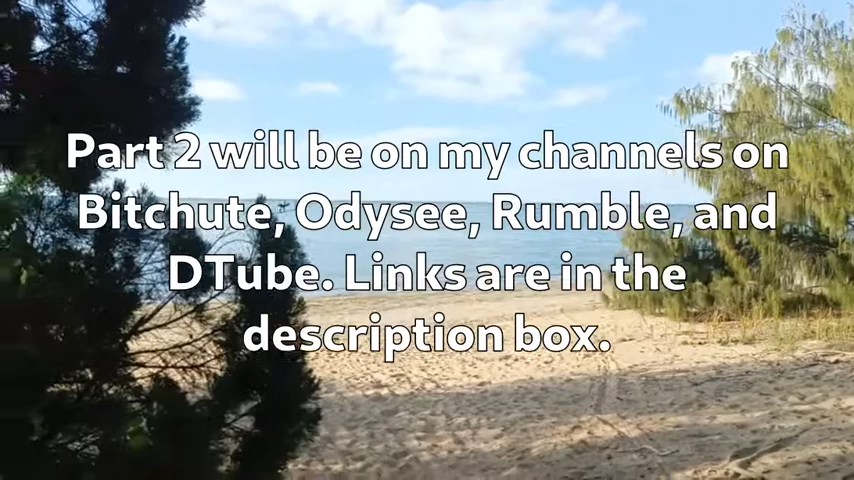 Part 2 will be on my channels on
Bitchute, Odysee, Rumble, and
DTube. Links are in the
description box.